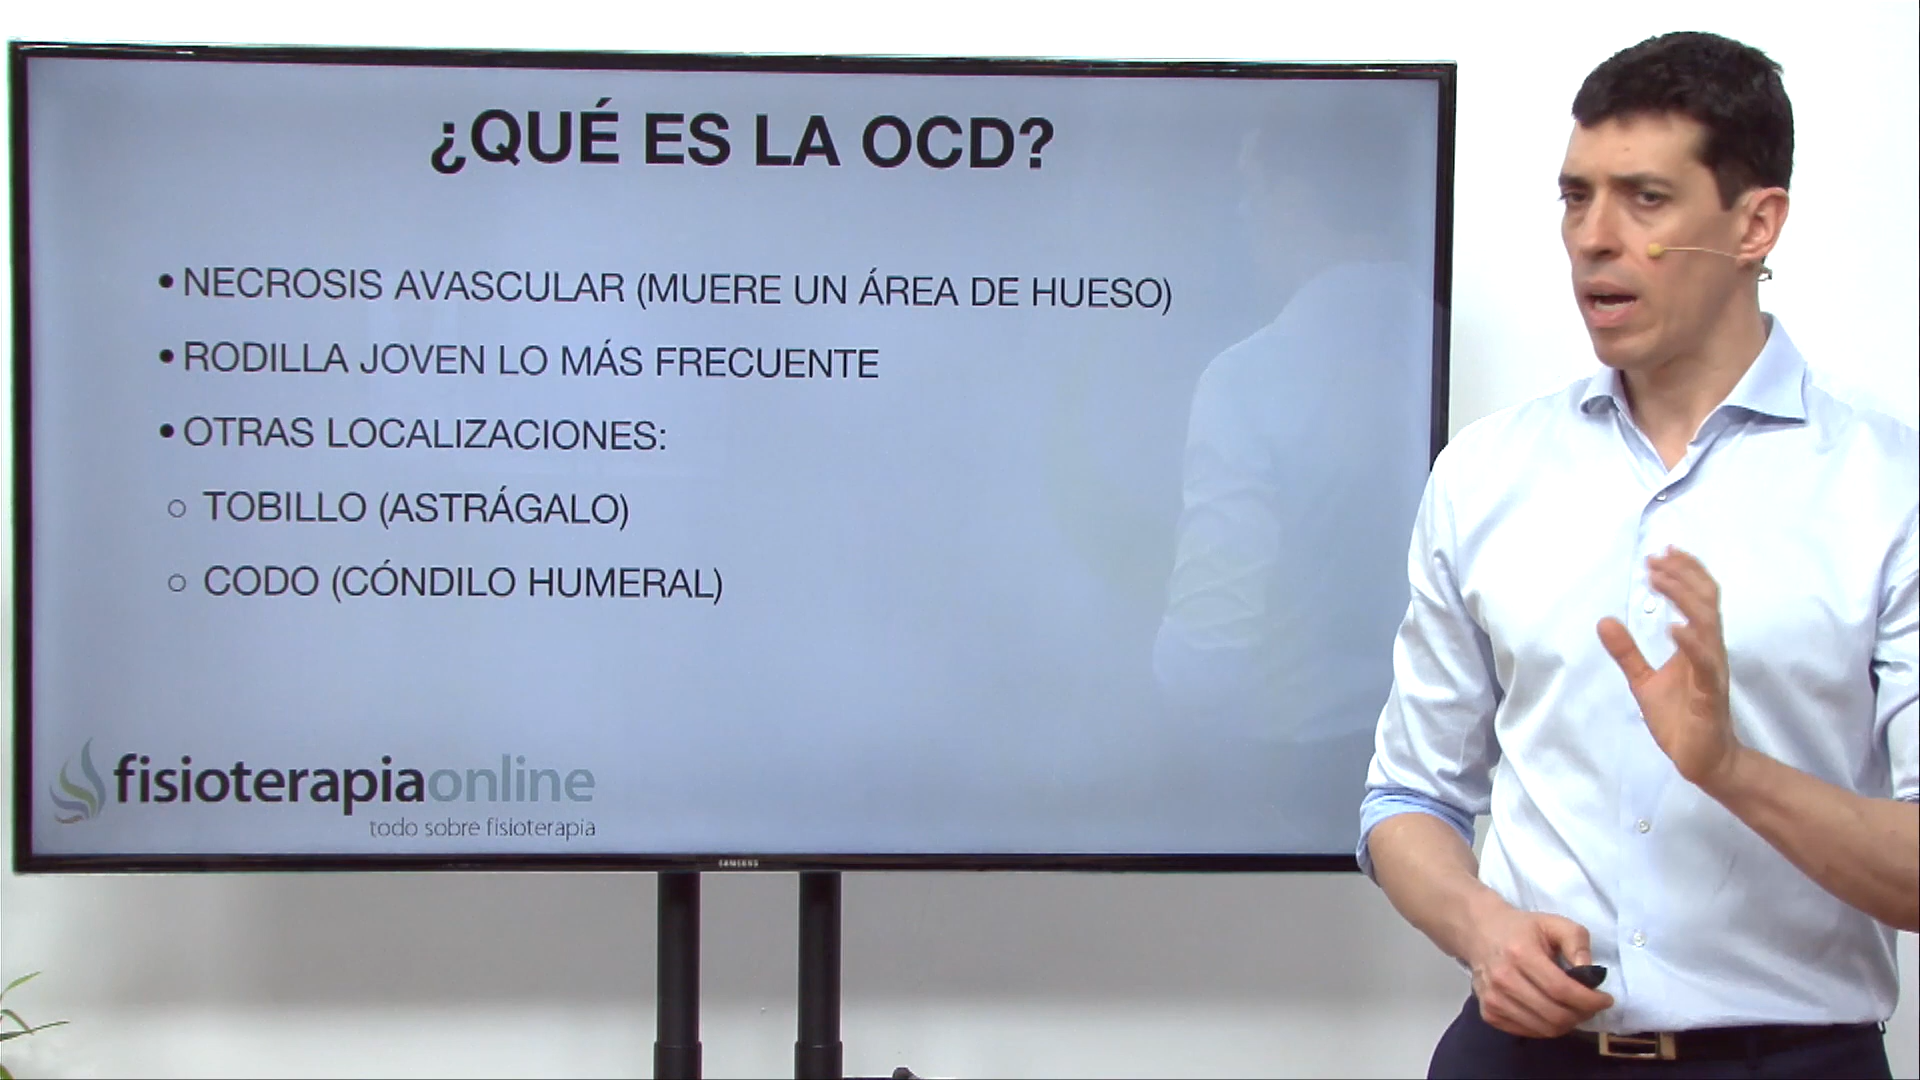 ¿QUÉ ES LA OCD?
• NECROSIS AVASCULAR (MUERE UN ÁREA DE HUESO)
• RODILLA JOVEN LO MÁS FRECUENTE
• OTRAS LOCALIZACIONES:
○ TOBILLO (ASTRÁGALO)
○ CODO (CÓNDILO HUMERAL)
fisioterapiaonline
todo sobre fisioterapia
SAMSUNG